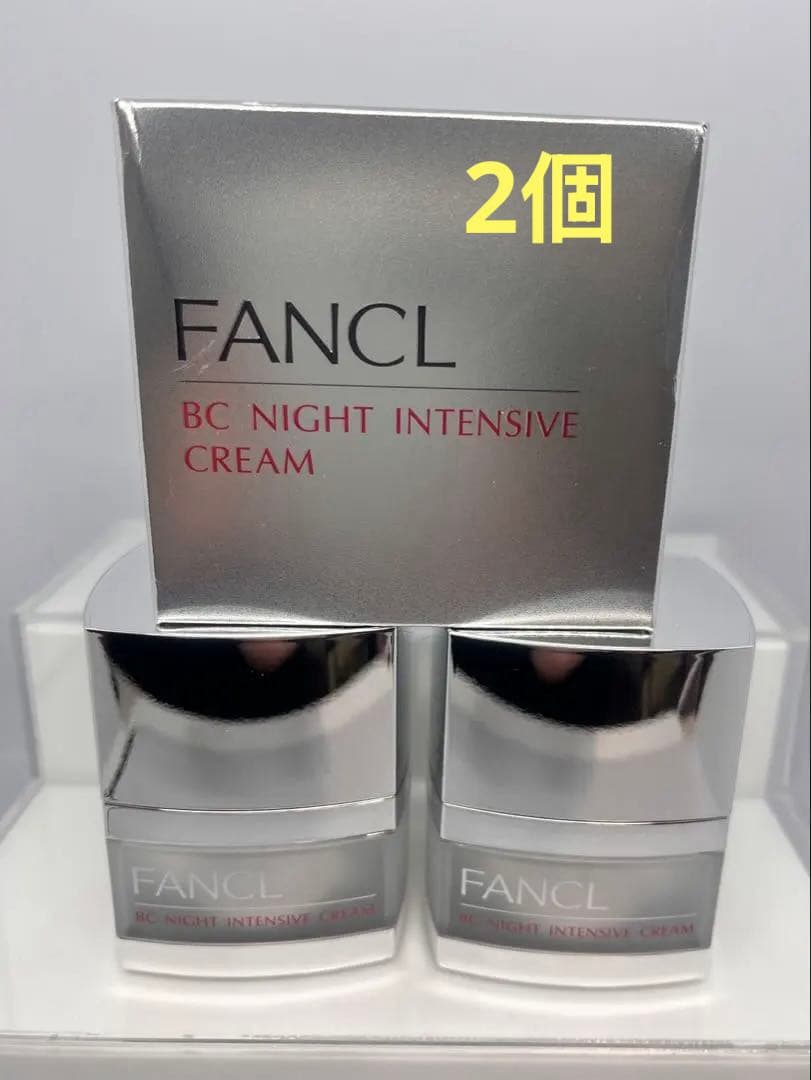 2個
FANCL
BC NIGHT INTENSIVE
CREAM
FANCL
BC NIGHT INTENSIVE CREAM
FANCL
BC NIGHT INTENSIVE CREAM